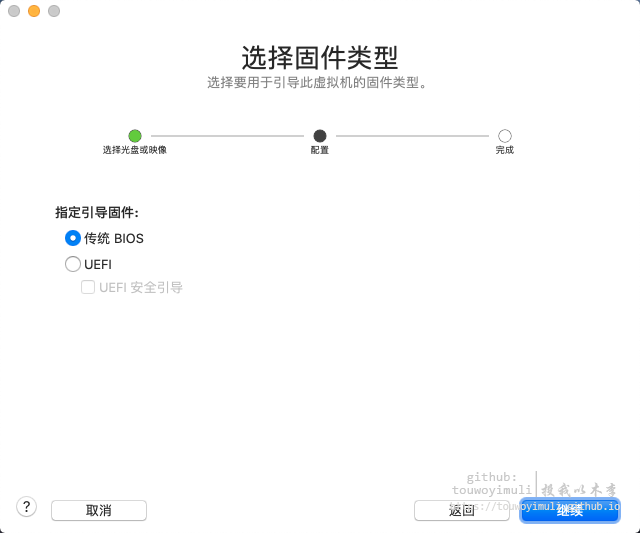 选择固件类型
选择要用于引导此虚拟机的固件类型。
选择光盘或映像
配置
完成
指定引导固件:
传统 BIOS
UEFI
UEFI 安全引导
github:
touwoyimuli
投我以木李
https://touwoyimuli.github.io
?
取消
返回
继续